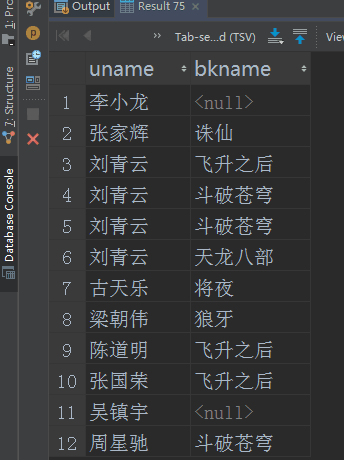 Output Result 75
Tab-se...d (TSV) View
1: Pro
7: Structure
Database Console
uname bkname
1 李小龙 <null>
2 张家辉 诛仙
3 刘青云 飞升之后
4 刘青云 斗破苍穹
5 刘青云 斗破苍穹
6 刘青云 天龙八部
7 古天乐 将夜
8 梁朝伟 狼牙
9 陈道明 飞升之后
10 张国荣 飞升之后
11 吴镇宇 <null>
12 周星驰 斗破苍穹